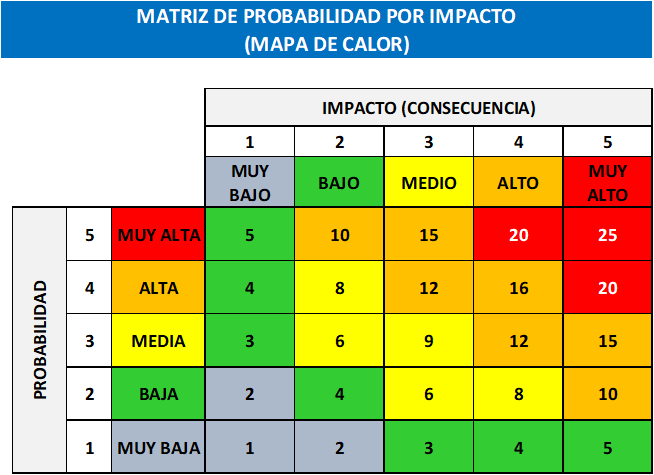 MATRIZ DE PROBABILIDAD POR IMPACTO
(MAPA DE CALOR)
IMPACTO (CONSECUENCIA)
1 2 3 4 5
MUY BAJO BAJO MEDIO ALTO MUY ALTO
PROBABILIDAD
5 MUY ALTA 5 10 15 20 25
4 ALTA 4 8 12 16 20
3 MEDIA 3 6 9 12 15
2 BAJA 2 4 6 8 10
1 MUY BAJA 1 2 3 4 5